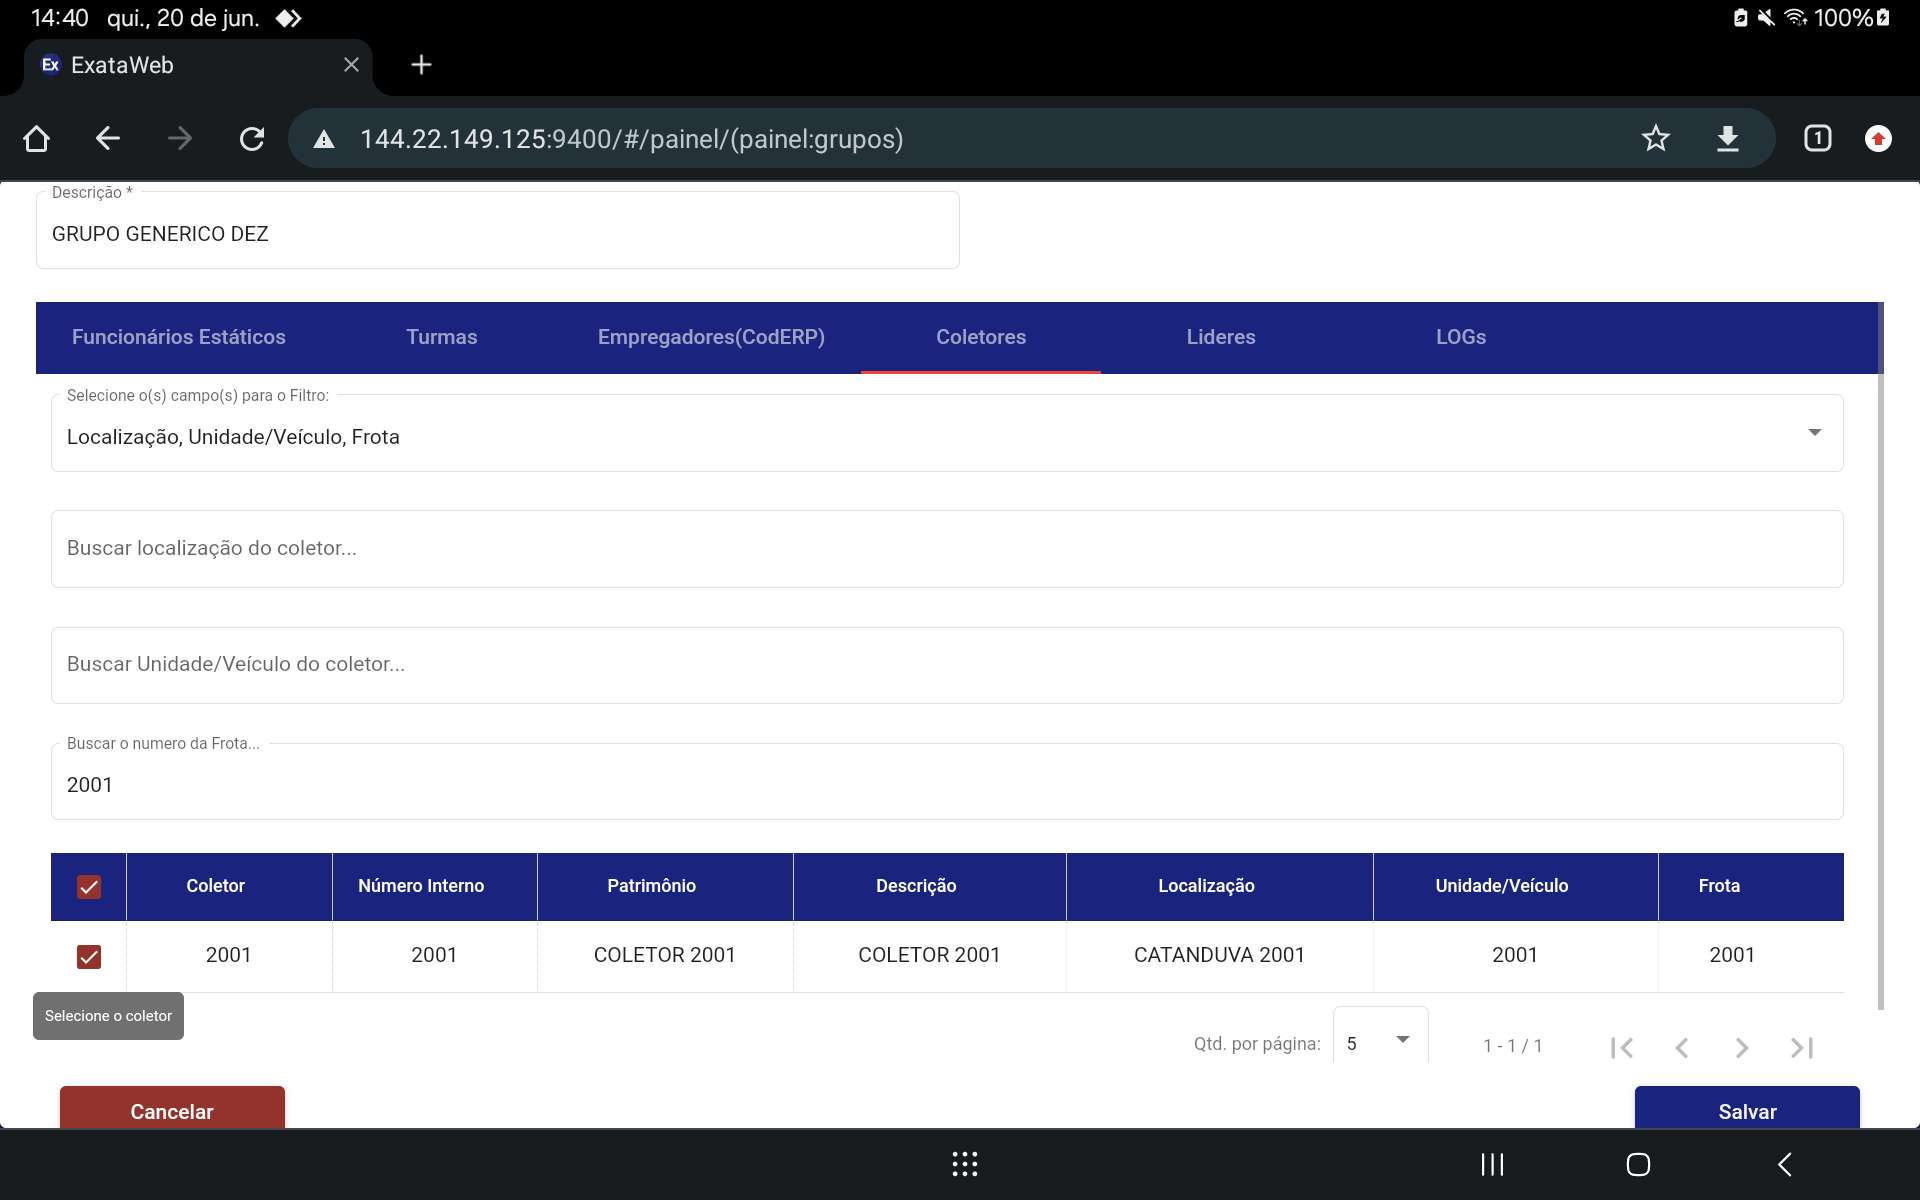 14:40 qui., 20 de jun. 100%
Ex ExataWeb
144.22.149.125:9400/#/painel/(painel:grupos) 1
Descrição *
GRUPO GENERICO DEZ
Funcionários Estáticos Turmas Empregadores(CodERP) Coletores Lideres LOGs
Selecione o(s) campo(s) para o Filtro:
Localização, Unidade/Veículo, Frota
Buscar localização do coletor...
Buscar Unidade/Veículo do coletor...
Buscar o numero da Frota...
2001
Coletor Número Interno Patrimônio Descrição Localização Unidade/Veículo Frota
2001 2001 COLETOR 2001 COLETOR 2001 CATANDUVA 2001 2001 2001
Selecione o coletor
Qtd. por página: 5 1 - 1 / 1
Cancelar Salvar